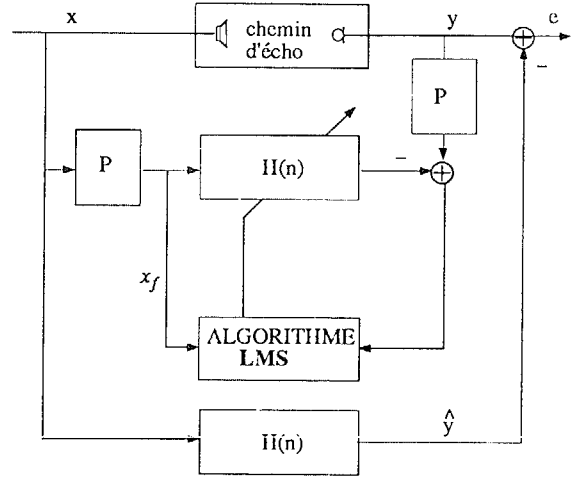 x
chemin
d'écho
y
e
+
−
P
P
H(n)
−
+
x_f
ALGORITHME
LMS
H(n)
ŷ